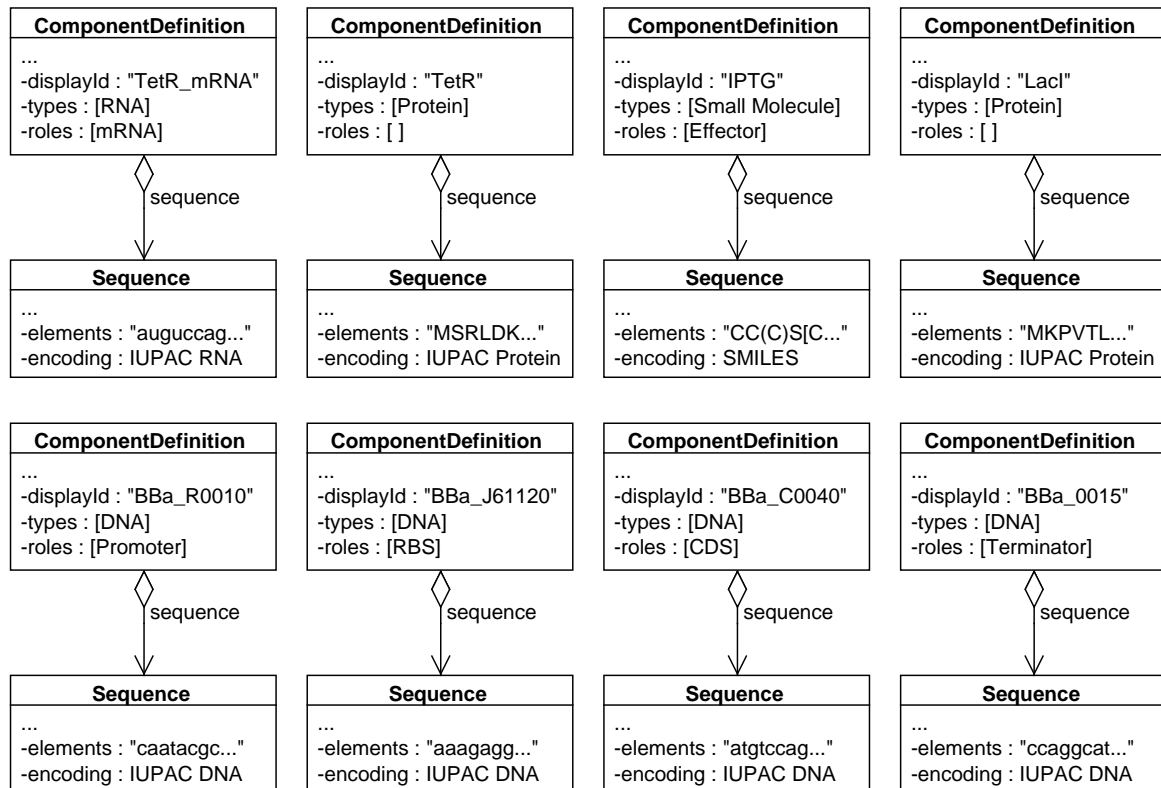 ComponentDefinition
...
-displayId : "TetR_mRNA"
-types : [RNA]
-roles : [mRNA]
sequence
Sequence
...
-elements : "auguccag..."
-encoding : IUPAC RNA
ComponentDefinition
...
-displayId : "TetR"
-types : [Protein]
-roles : [ ]
sequence
Sequence
...
-elements : "MSRLDK..."
-encoding : IUPAC Protein
ComponentDefinition
...
-displayId : "IPTG"
-types : [Small Molecule]
-roles : [Effector]
sequence
Sequence
...
-elements : "CC(C)S[C..."
-encoding : SMILES
ComponentDefinition
...
-displayId : "LacI"
-types : [Protein]
-roles : [ ]
sequence
Sequence
...
-elements : "MKPVTL..."
-encoding : IUPAC Protein
ComponentDefinition
...
-displayId : "BBa_R0010"
-types : [DNA]
-roles : [Promoter]
sequence
Sequence
...
-elements : "caatacgc..."
-encoding : IUPAC DNA
ComponentDefinition
...
-displayId : "BBa_J61120"
-types : [DNA]
-roles : [RBS]
sequence
Sequence
...
-elements : "aaagagg..."
-encoding : IUPAC DNA
ComponentDefinition
...
-displayId : "BBa_C0040"
-types : [DNA]
-roles : [CDS]
sequence
Sequence
...
-elements : "atgtccag..."
-encoding : IUPAC DNA
ComponentDefinition
...
-displayId : "BBa_0015"
-types : [DNA]
-roles : [Terminator]
sequence
Sequence
...
-elements : "ccaggcat..."
-encoding : IUPAC DNA